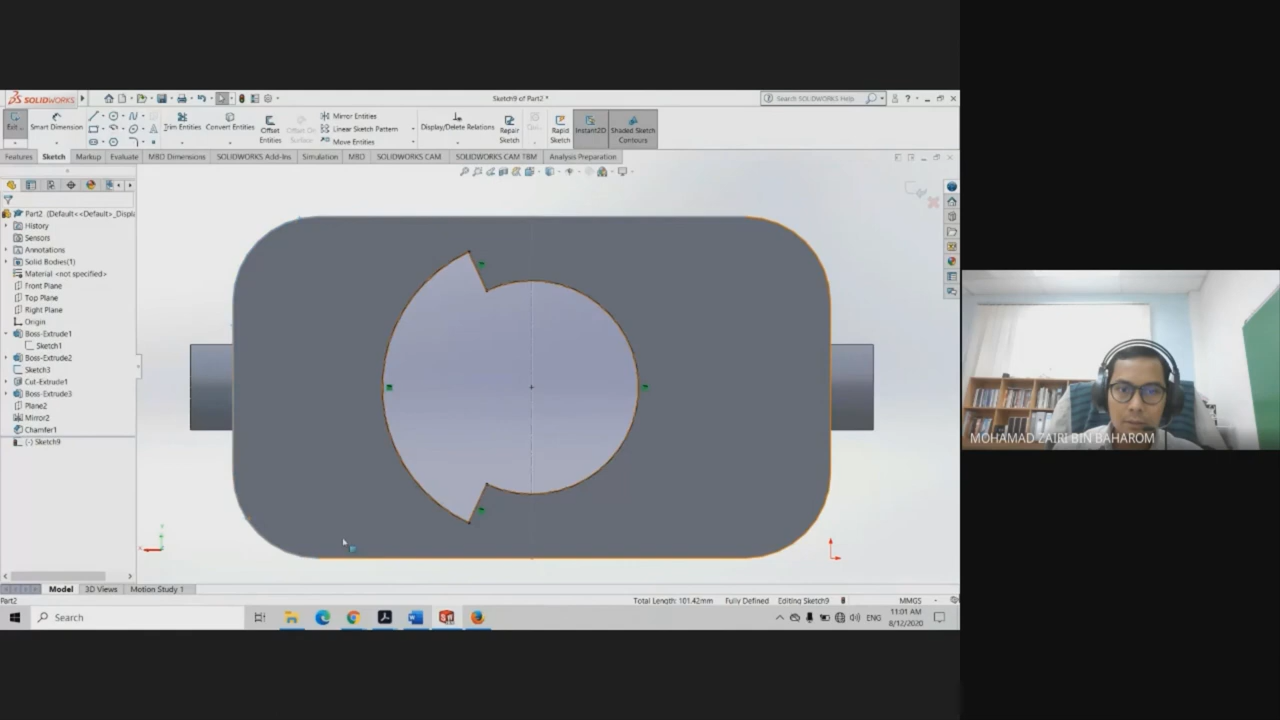 SOLIDWORKS
Sketch9 of Part2 *
Search SOLIDWORKS Help
Exit...
Smart Dimension
Trim Entities
Convert Entities
Offset Entities
Offset On Surface
Mirror Entities
Linear Sketch Pattern
Move Entities
Display/Delete Relations
Repair Sketch
Rapid Sketch
Instant2D
Shaded Sketch Contours
Features
Sketch
Markup
Evaluate
MBD Dimensions
SOLIDWORKS Add-Ins
Simulation
MBD
SOLIDWORKS CAM
SOLIDWORKS CAM TBM
Analysis Preparation
Part2 (Default<<Default>_Displa
History
Sensors
Annotations
Solid Bodies(1)
Material <not specified>
Front Plane
Top Plane
Right Plane
Origin
Boss-Extrude1
Sketch1
Boss-Extrude2
Sketch3
Cut-Extrude1
Boss-Extrude3
Plane2
Mirror2
Chamfer1
(-) Sketch9
MOHAMAD ZAIRI BIN BAHAROM
Model
3D Views
Motion Study 1
Part2
Total Length: 101.42mm
Fully Defined
Editing Sketch9
MMGS
Search
ENG
11:01 AM
8/12/2020